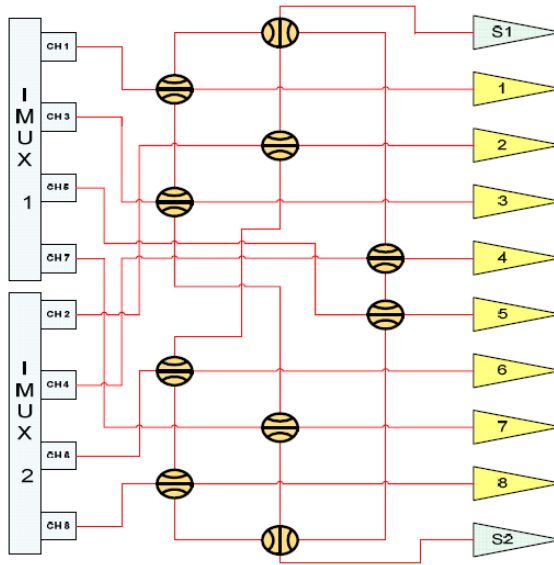 IMUX 1
CH 1
CH 3
CH 5
CH 7
IMUX 2
CH 2
CH 4
CH 6
CH 8
S1
1
2
3
4
5
6
7
8
S2